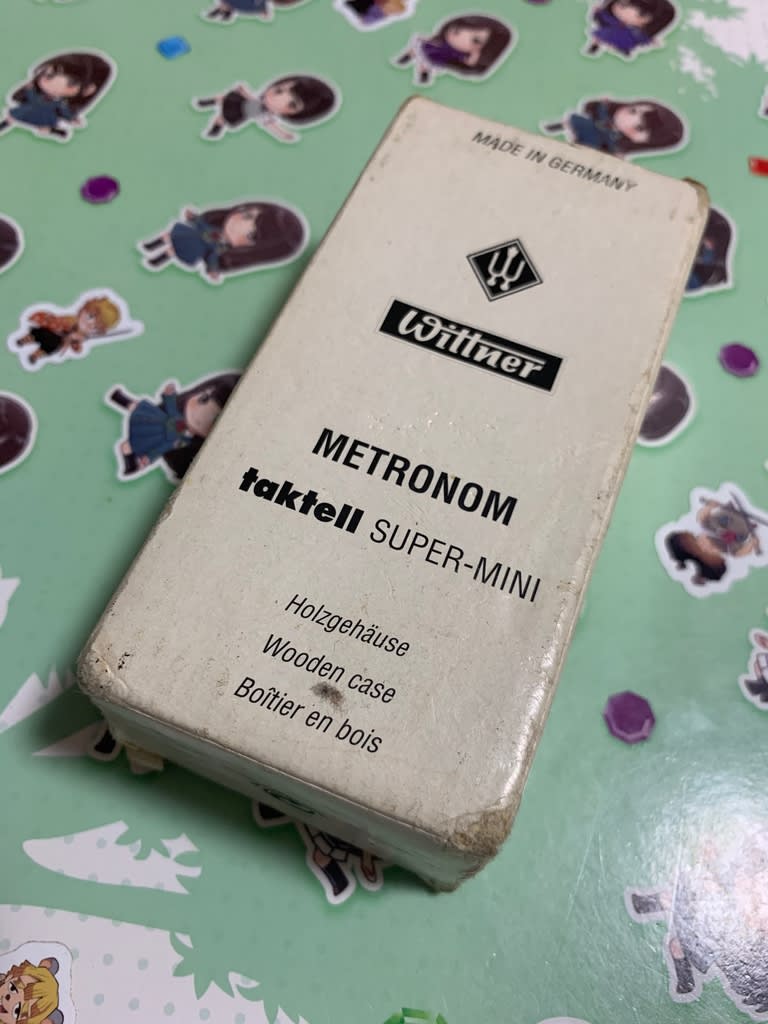 MADE IN GERMANY
Wittner
METRONOM
taktell SUPER-MINI
Holzgehäuse
Wooden case
Boîtier en bois